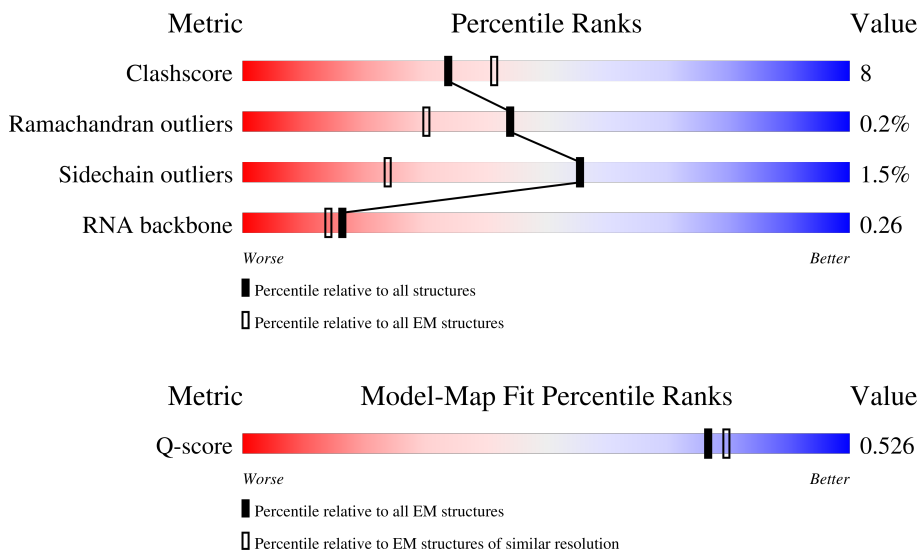 Metric Percentile Ranks Value
Clashscore 8
Ramachandran outliers 0.2%
Sidechain outliers 1.5%
RNA backbone 0.26
Worse Better
Percentile relative to all structures
Percentile relative to all EM structures
Metric Model-Map Fit Percentile Ranks Value
Q-score 0.526
Worse Better
Percentile relative to all EM structures
Percentile relative to EM structures of similar resolution